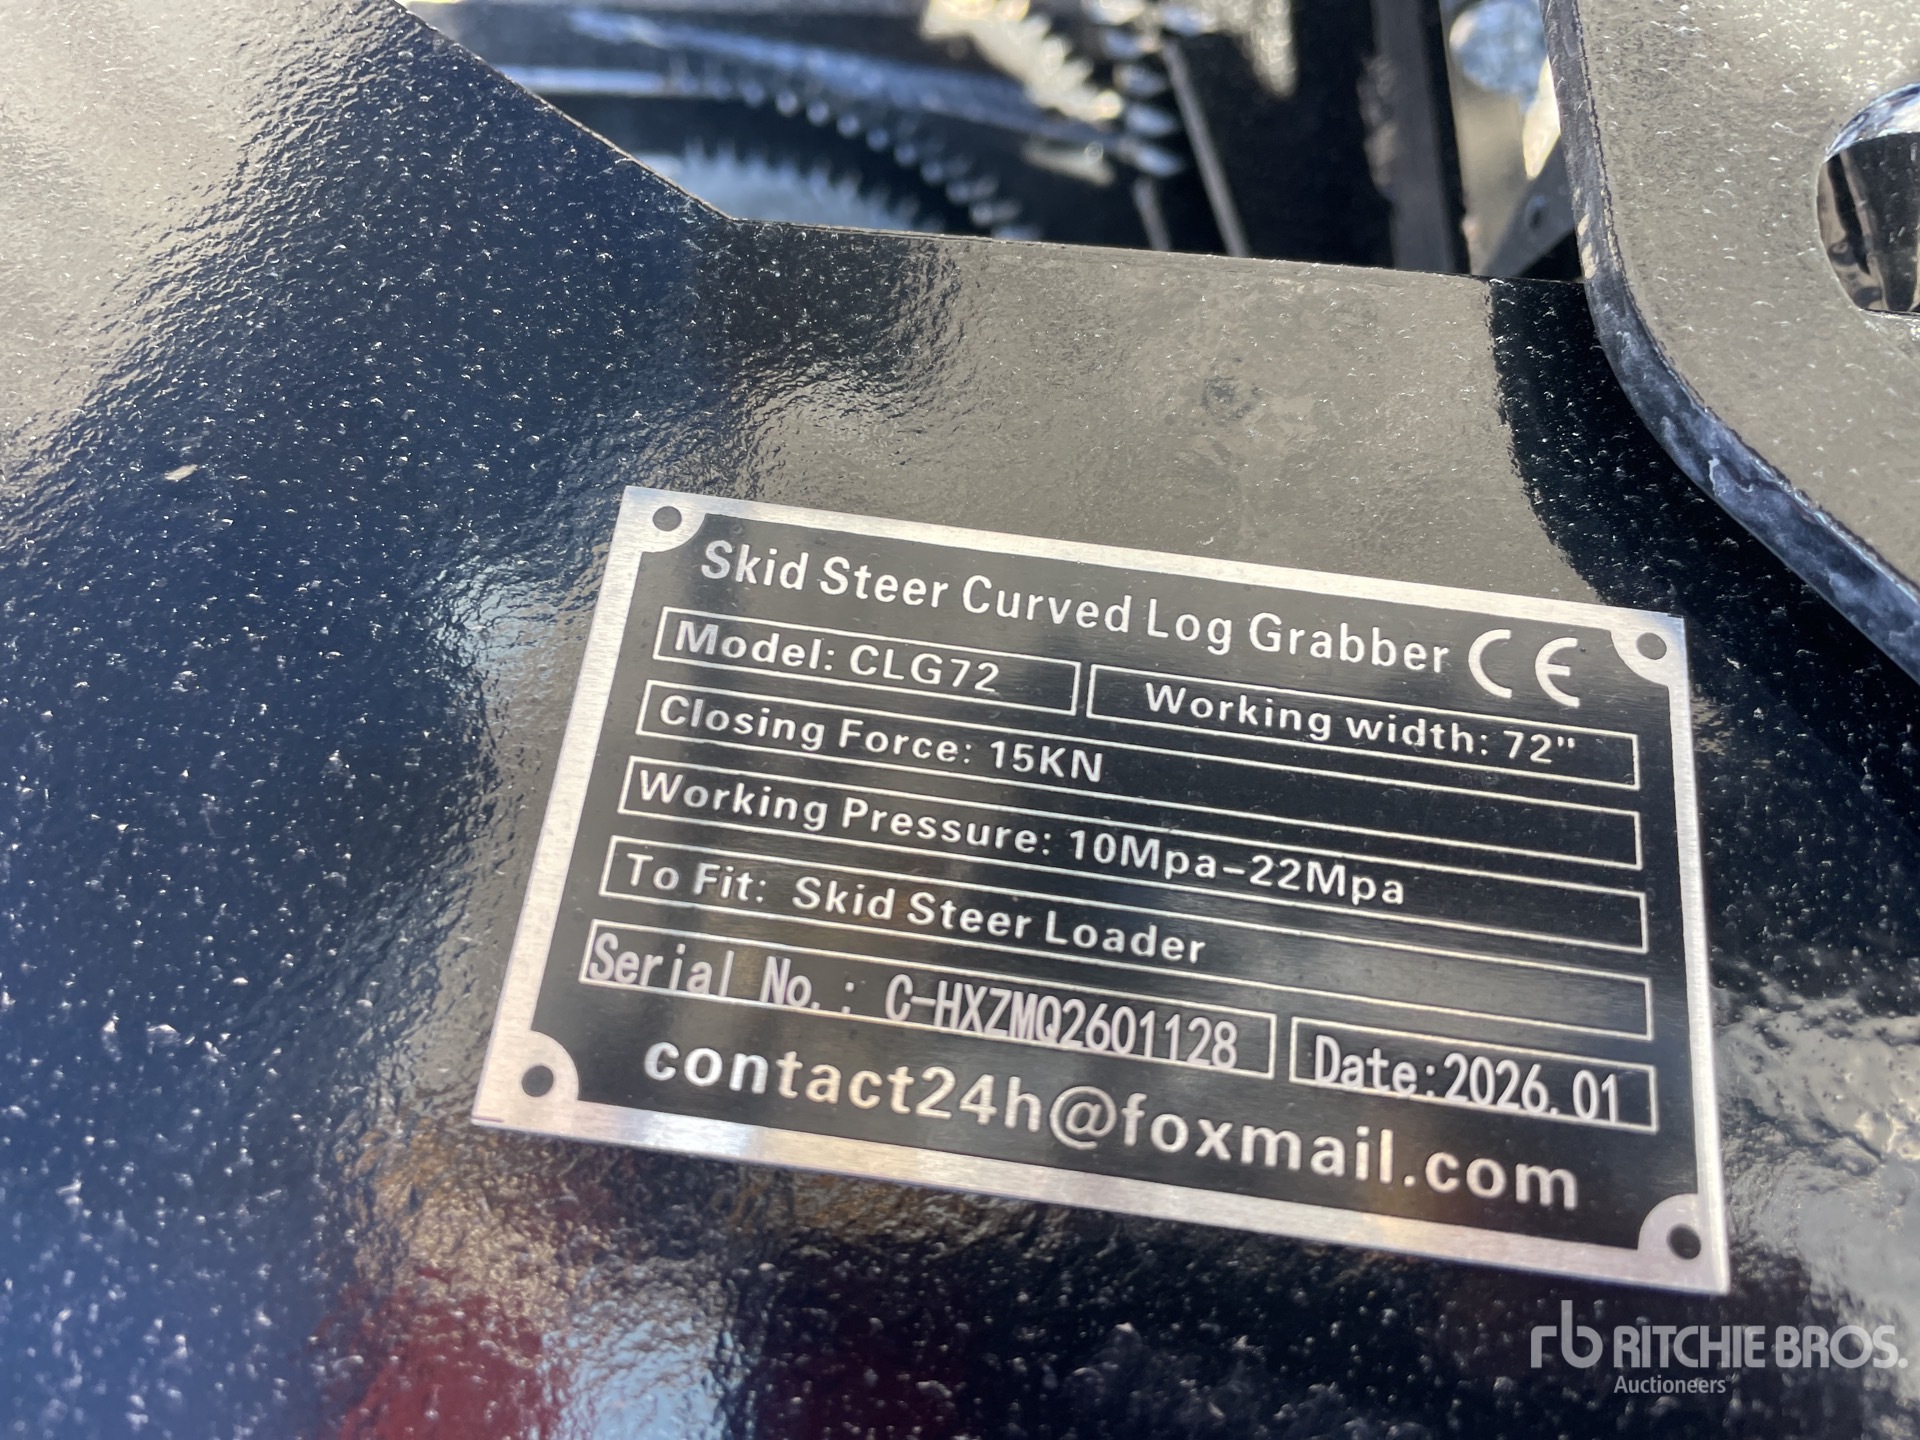 Skid Steer Curved Log Grabber CE
Model: CLG72 Working width: 72"
Closing Force: 15KN
Working Pressure: 10Mpa-22Mpa
To Fit: Skid Steer Loader
Serial No.: C-HXZMQ2601128 Date:2026.01
contact24h@foxmail.com
rb RITCHIE BROS.
Auctioneers